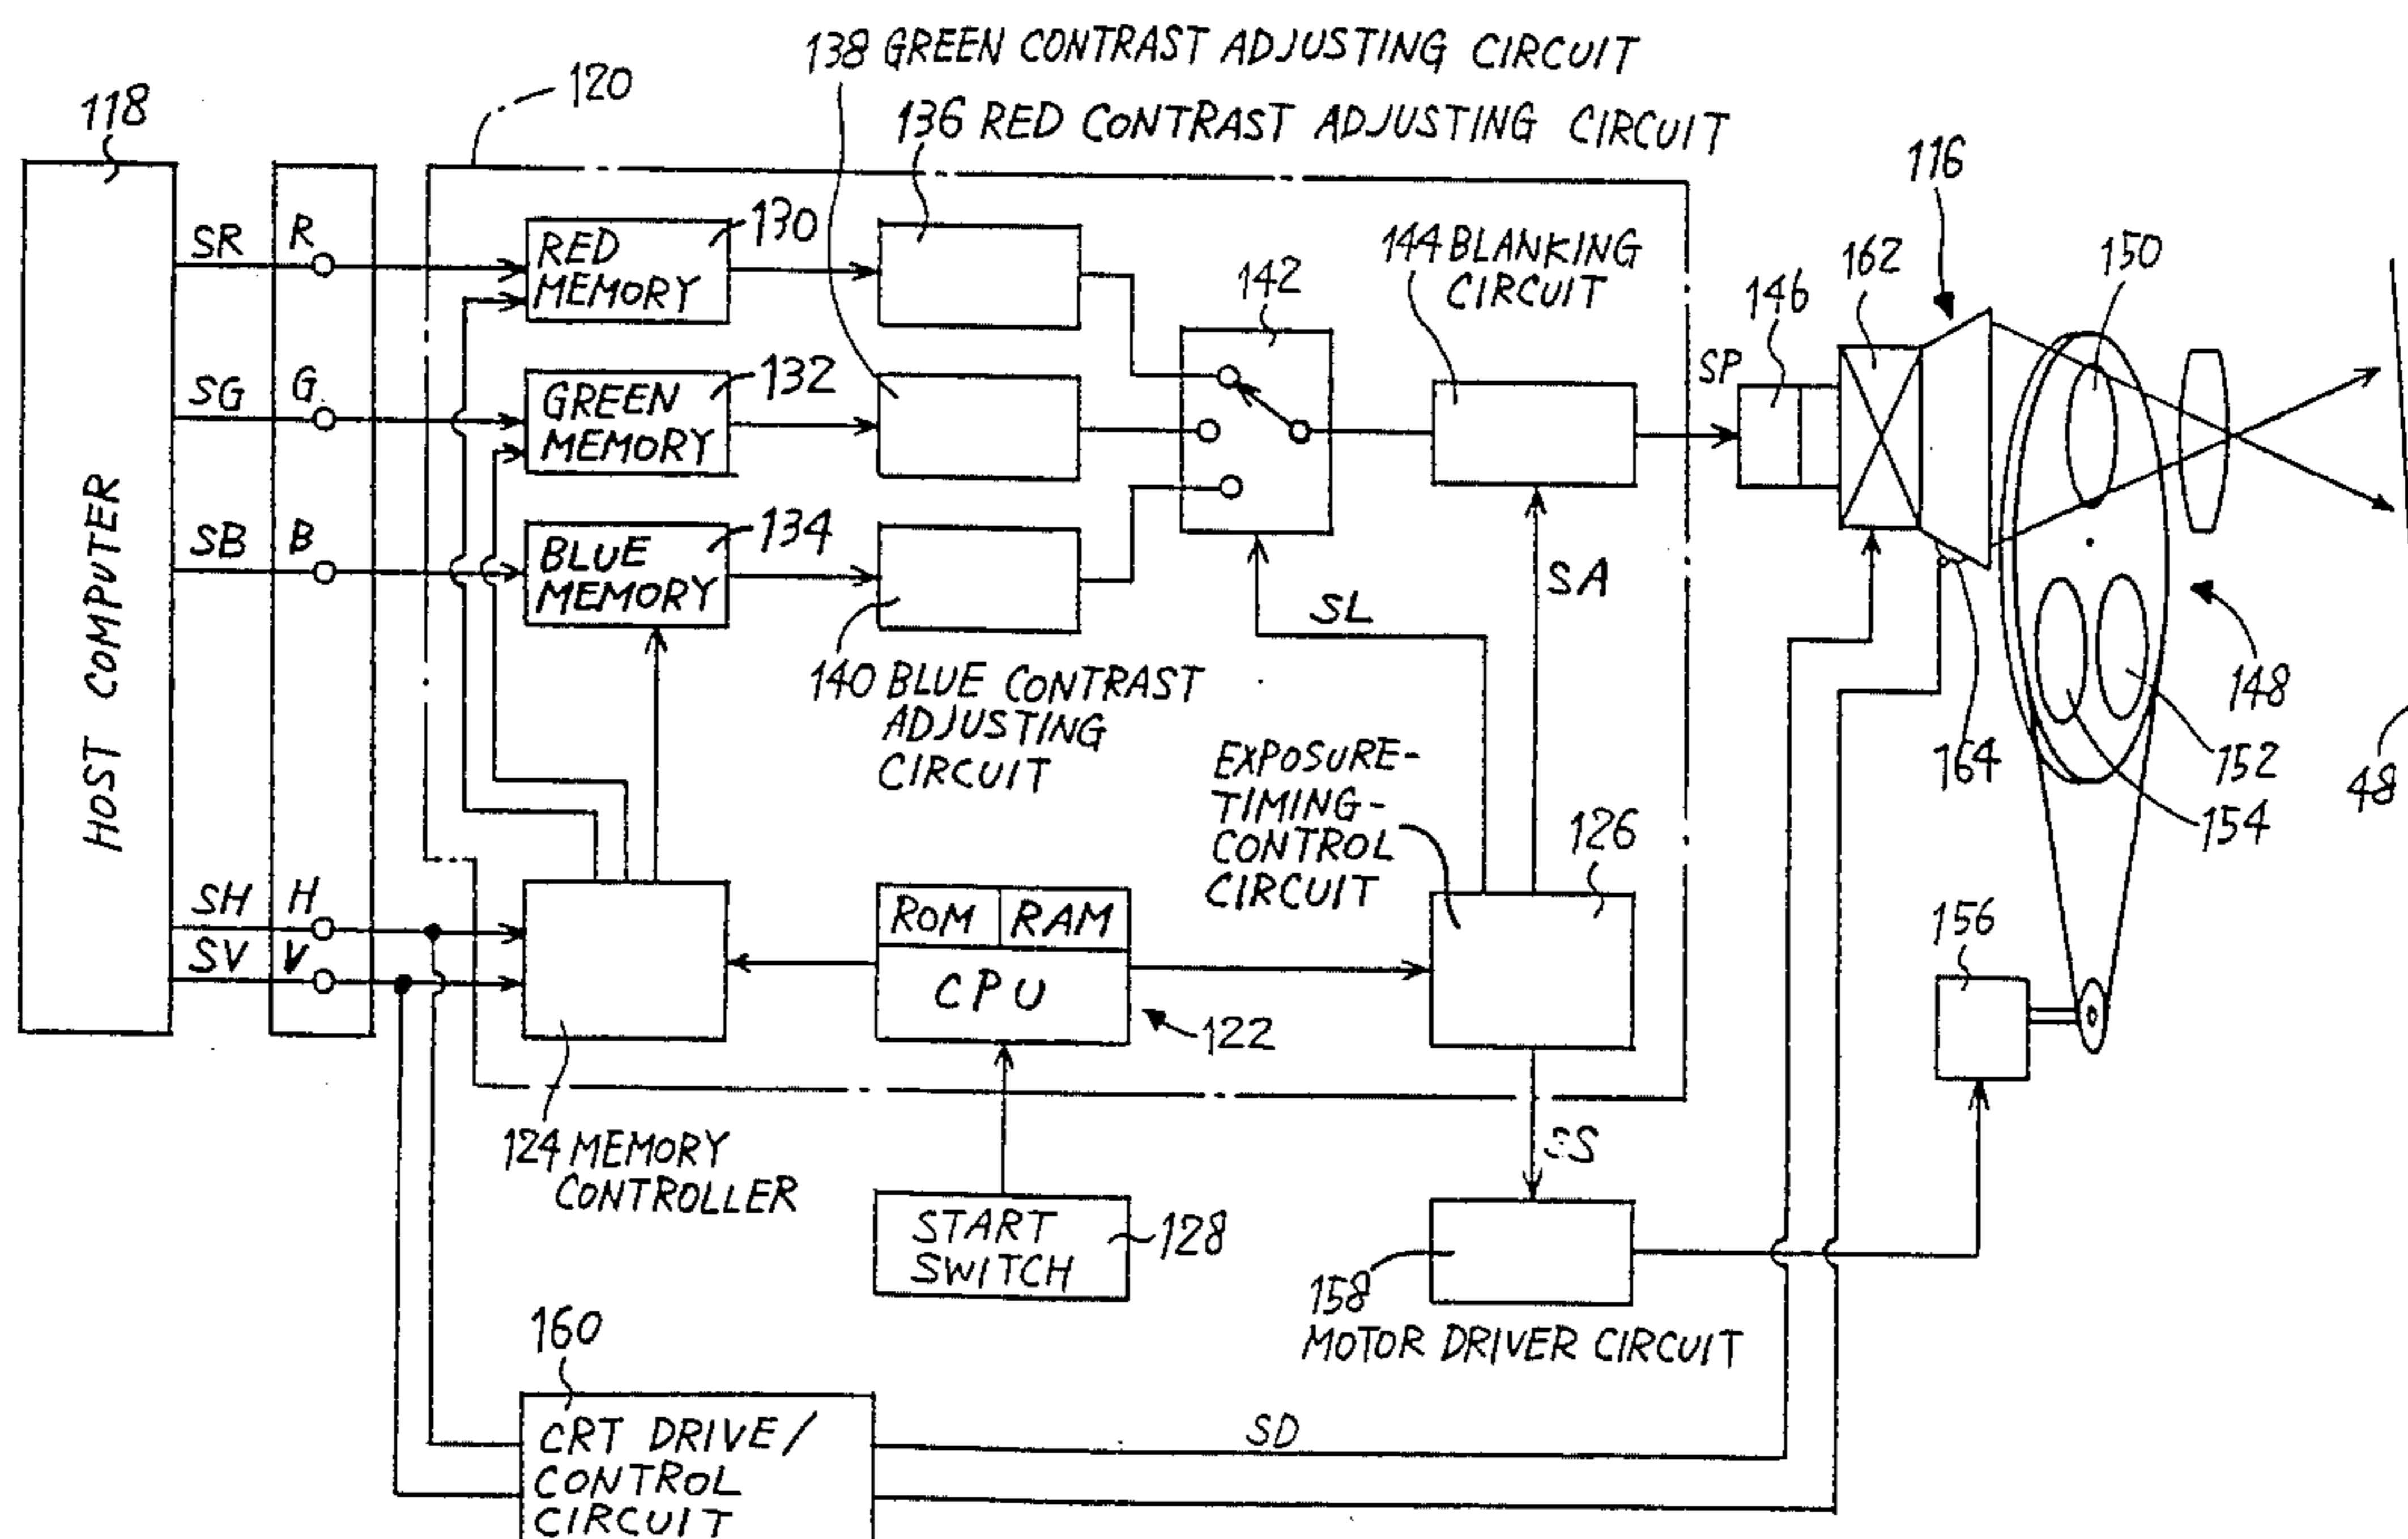 138 GREEN CONTRAST ADJUSTING CIRCUIT
120
136 RED CONTRAST ADJUSTING CIRCUIT
118
116
SR
R
RED
MEMORY
130
142
144 BLANKING
CIRCUIT
146
162
150
SG
G
GREEN
MEMORY
132
SP
SB
B
BLUE
MEMORY
134
SL
SA
140 BLUE CONTRAST
ADJUSTING
CIRCUIT
HOST COMPUTER
EXPOSURE-
TIMING-
CONTROL
CIRCUIT
126
164
148
152
154
48
SH
H
SV
V
ROM
RAM
CPU
122
156
124 MEMORY
CONTROLLER
START
SWITCH
128
158
MOTOR DRIVER CIRCUIT
160
CRT DRIVE/
CONTROL
CIRCUIT
SD